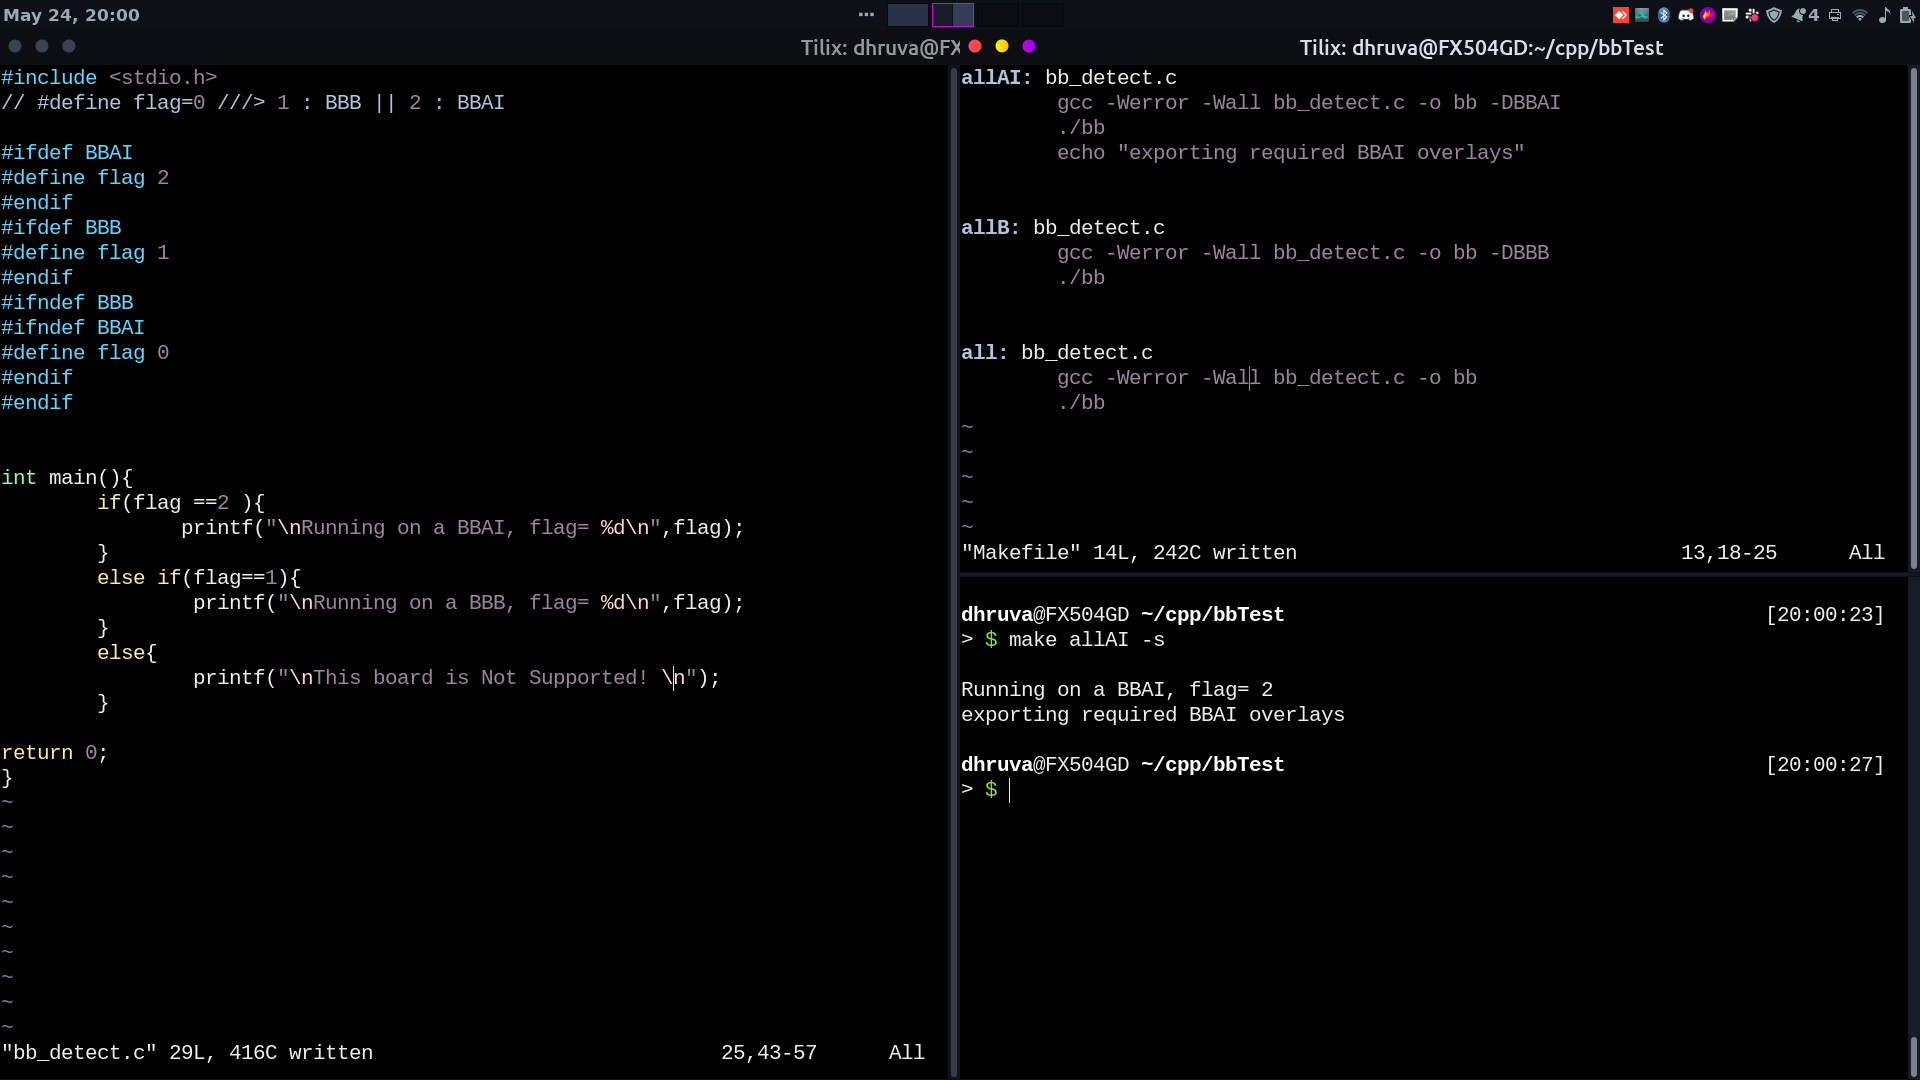 May 24, 20:00
4
Tilix: dhruva@FX
#include <stdio.h>
// #define flag=0 ///> 1 : BBB || 2 : BBAI
#ifdef BBAI
#define flag 2
#endif
#ifdef BBB
#define flag 1
#endif
#ifndef BBB
#ifndef BBAI
#define flag 0
#endif
#endif
int main(){
        if(flag ==2 ){
               printf("\nRunning on a BBAI, flag= %d\n",flag);
        }
        else if(flag==1){
                printf("\nRunning on a BBB, flag= %d\n",flag);
        }
        else{
                printf("\nThis board is Not Supported! \n");
        }
return 0;
}
~
~
~
~
~
~
~
~
~
~
"bb_detect.c" 29L, 416C written 25,43-57 All
Tilix: dhruva@FX504GD:~/cpp/bbTest
allAI: bb_detect.c
        gcc -Werror -Wall bb_detect.c -o bb -DBBAI
        ./bb
        echo "exporting required BBAI overlays"
allB: bb_detect.c
        gcc -Werror -Wall bb_detect.c -o bb -DBBB
        ./bb
all: bb_detect.c
        gcc -Werror -Wall bb_detect.c -o bb
        ./bb
~
~
~
~
~
"Makefile" 14L, 242C written 13,18-25 All
dhruva@FX504GD ~/cpp/bbTest [20:00:23]
> $ make allAI -s
Running on a BBAI, flag= 2
exporting required BBAI overlays
dhruva@FX504GD ~/cpp/bbTest [20:00:27]
> $